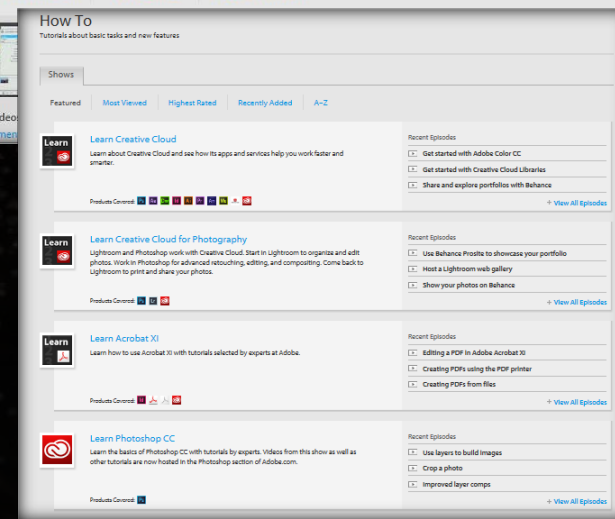 How To
Tutorials about basic tasks and new features
Shows
Featured
Most Viewed
Highest Rated
Recently Added
A–Z
Learn
Learn Creative Cloud
Learn about Creative Cloud and see how its apps and services help you work faster and
smarter.
Products Covered:
Recent Episodes
Get started with Adobe Color CC
Get started with Creative Cloud Libraries
Share and explore portfolios with Behance
+ View All Episodes
Learn
Learn Creative Cloud for Photography
Lightroom and Photoshop work with Creative Cloud. Start in Lightroom to organize and edit
photos. Work in Photoshop for advanced retouching, editing, and compositing. Come back to
Lightroom to print and share your photos.
Products Covered:
Recent Episodes
Use Behance Prosite to showcase your portfolio
Host a Lightroom web gallery
Show your photos on Behance
+ View All Episodes
Learn
Learn Acrobat XI
Learn how to use Acrobat XI with tutorials selected by experts at Adobe.
Products Covered:
Recent Episodes
Editing a PDF in Adobe Acrobat XI
Creating PDFs using the PDF printer
Creating PDFs from files
+ View All Episodes
Learn Photoshop CC
Learn the basics of Photoshop CC with tutorials by experts. Videos from this show as well as
other tutorials are now hosted in the Photoshop section of Adobe.com.
Products Covered:
Recent Episodes
Use layers to build images
Crop a photo
Improved layer comps
+ View All Episodes